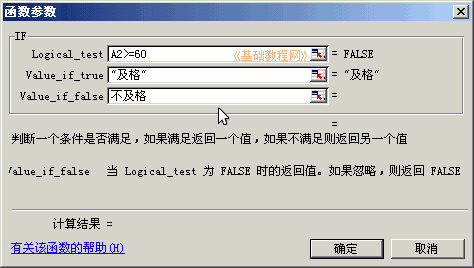 函数参数
IF
Logical_test A2>=60 《基础教程网》 = FALSE
Value_if_true "及格" = "及格"
Value_if_false 不及格 =
=
判断一个条件是否满足，如果满足返回一个值，如果不满足则返回另一个值
Value_if_false 当 Logical_test 为 FALSE 时的返回值。如果忽略，则返回 FALSE
计算结果 =
有关该函数的帮助(H)
确定 取消